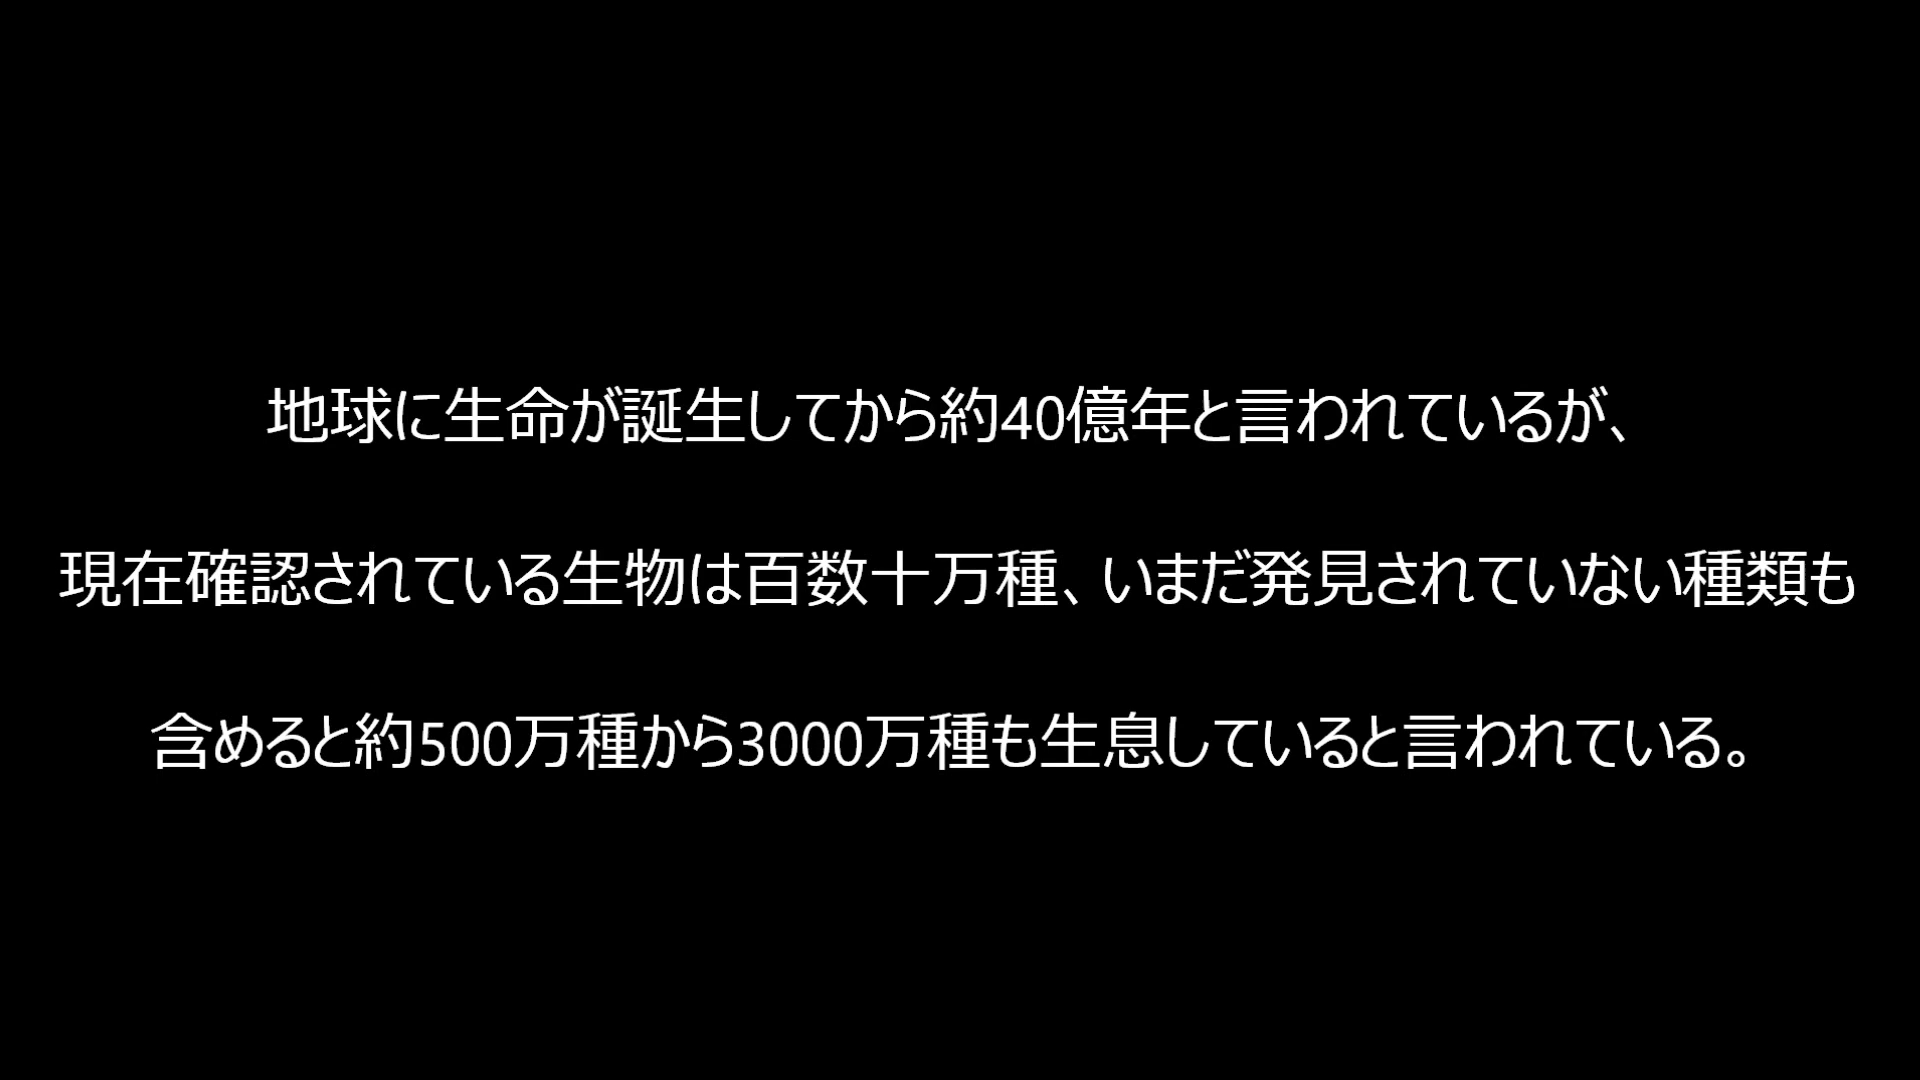 地球に生命が誕生してから約40億年と言われているが、
現在確認されている生物は百数十万種、いまだ発見されていない種類も
含めると約500万種から3000万種も生息していると言われている。